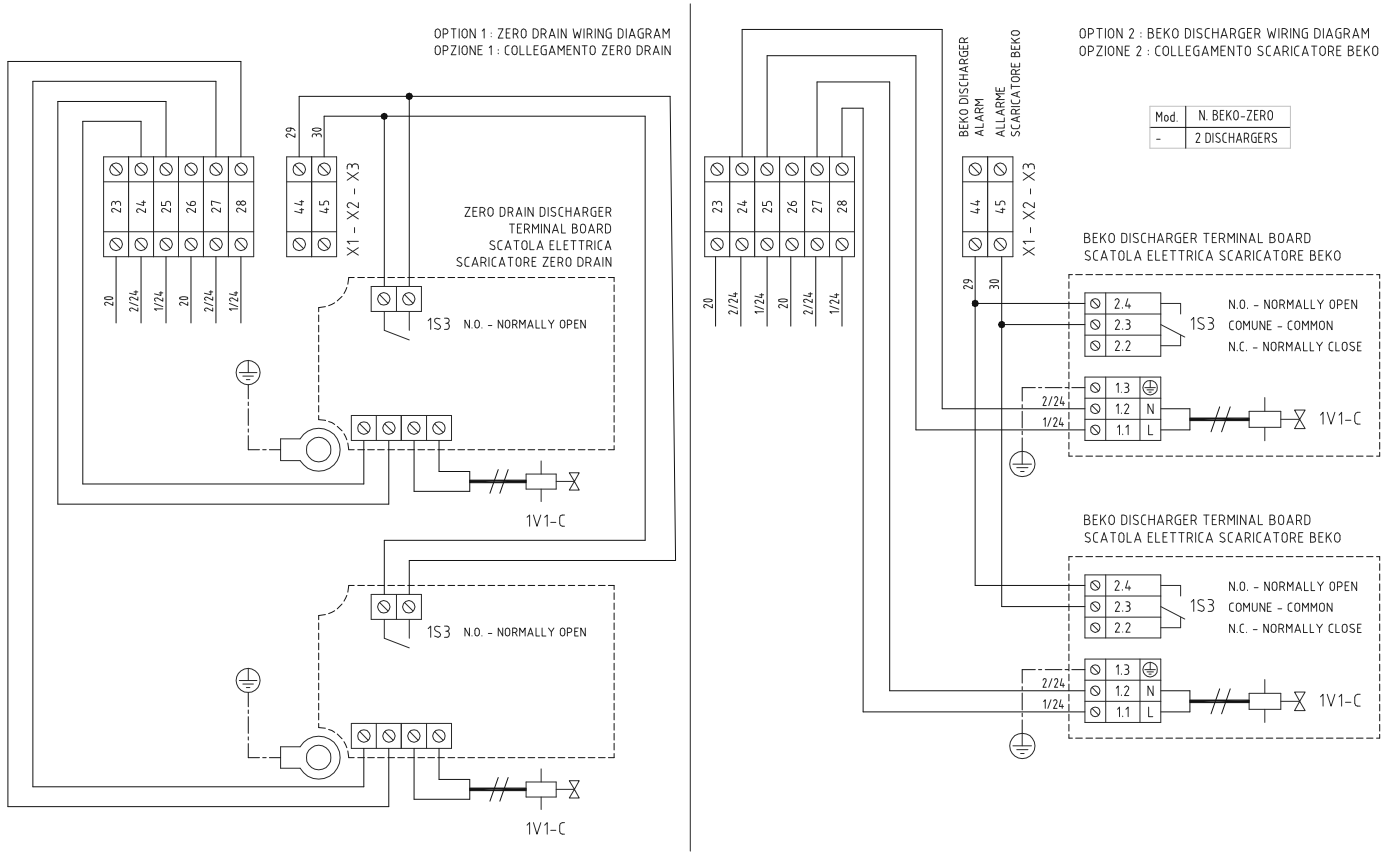 OPTION 1 : ZERO DRAIN WIRING DIAGRAM
OPZIONE 1 : COLLEGAMENTO ZERO DRAIN
29
30
23
24
25
26
27
28
44
45
X1 - X2 - X3
20
2/24
1/24
20
2/24
1/24
ZERO DRAIN DISCHARGER
TERMINAL BOARD
SCATOLA ELETTRICA
SCARICATORE ZERO DRAIN
1S3 N.O. - NORMALLY OPEN
1V1-C
1S3 N.O. - NORMALLY OPEN
1V1-C
OPTION 2 : BEKO DISCHARGER WIRING DIAGRAM
OPZIONE 2 : COLLEGAMENTO SCARICATORE BEKO
BEKO DISCHARGER
ALARM
ALLARME
SCARICATORE BEKO
Mod. N. BEKO-ZERO
- 2 DISCHARGERS
23
24
25
26
27
28
44
45
X1 - X2 - X3
20
2/24
1/24
20
2/24
1/24
29
30
BEKO DISCHARGER TERMINAL BOARD
SCATOLA ELETTRICA SCARICATORE BEKO
2.4 N.O. - NORMALLY OPEN
2.3 1S3 COMUNE - COMMON
2.2 N.C. - NORMALLY CLOSE
1.3
2/24 1.2 N
1/24 1.1 L
1V1-C
BEKO DISCHARGER TERMINAL BOARD
SCATOLA ELETTRICA SCARICATORE BEKO
2.4 N.O. - NORMALLY OPEN
2.3 1S3 COMUNE - COMMON
2.2 N.C. - NORMALLY CLOSE
1.3
2/24 1.2 N
1/24 1.1 L
1V1-C